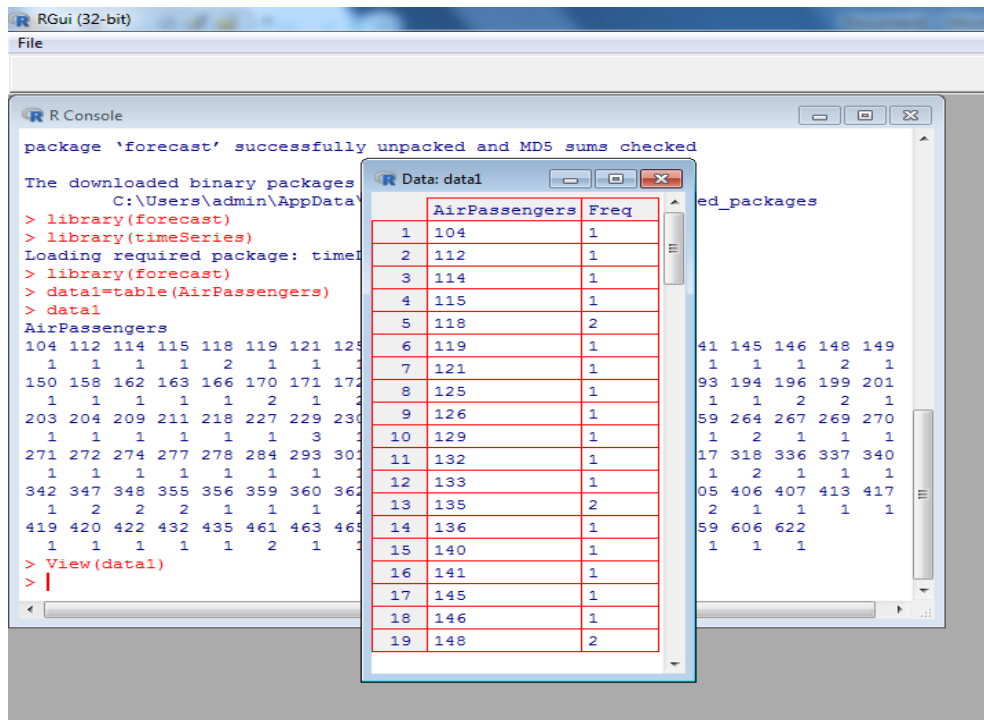 RGui (32-bit)
File
R Console
package ‘forecast’ successfully unpacked and MD5 sums checked
The downloaded binary packages
C:\Users\admin\AppData\ ed_packages
> library(forecast)
> library(timeSeries)
Loading required package:
> library(forecast)
> data1=table(AirPassengers)
> data1
AirPassengers
104 112 114 115 118 119 121 125 41 145 146 148 149
1 1 1 1 2 1 1 1 1 1 1 2 1
150 158 162 163 166 170 171 172 93 194 196 199 201
1 1 1 1 1 2 1 2 1 1 2 2 1
203 204 209 211 218 227 229 230 59 264 267 269 270
1 1 1 1 1 1 3 1 1 2 1 1 1
271 272 274 277 278 284 293 301 17 318 336 337 340
1 1 1 1 1 1 1 1 1 2 1 1 1
342 347 348 355 356 359 360 362 05 406 407 413 417
1 2 2 2 1 1 1 2 2 1 1 1 1
419 420 422 432 435 461 463 465 59 606 622
1 1 1 1 1 2 1 1 1 1 1
> View(data1)
>
Data: data1
AirPassengers Freq
1 104 1
2 112 1
3 114 1
4 115 1
5 118 2
6 119 1
7 121 1
8 125 1
9 126 1
10 129 1
11 132 1
12 133 1
13 135 2
14 136 1
15 140 1
16 141 1
17 145 1
18 146 1
19 148 2